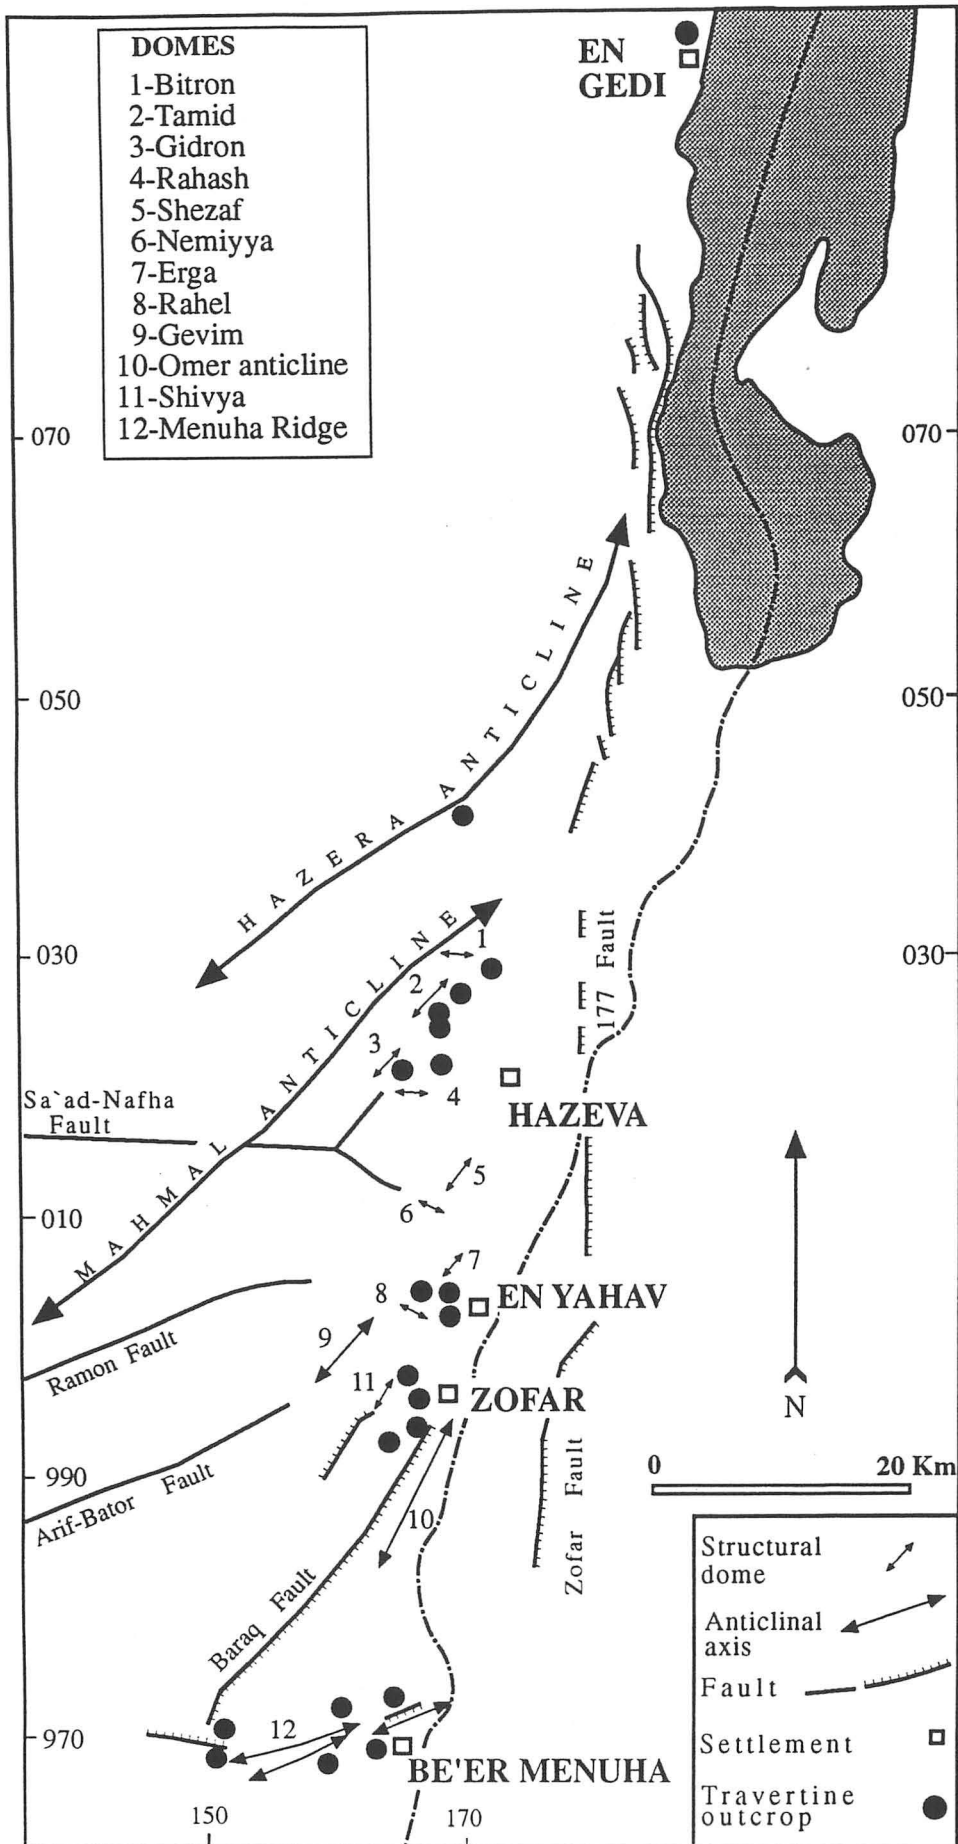 DOMES
1-Bitron
2-Tamid
3-Gidron
4-Rahash
5-Shezaf
6-Nemiyya
7-Erga
8-Rahel
9-Gevim
10-Omer anticline
11-Shivya
12-Menuha Ridge
EN
GEDI
070
070
HAZERA ANTICLINE
050
050
030
030
MAHMAL ANTICLINE
1
2
3
4
177 Fault
HAZEVA
Sa`ad-Nafha
Fault
5
6
010
7
EN YAHAV
8
9
Ramon Fault
11
ZOFAR
N
990
Arif-Bator Fault
10
Zofar Fault
0
20 Km
Baraq Fault
12
970
BE'ER MENUHA
150
170
Structural
dome
Anticlinal
axis
Fault
Settlement
Travertine
outcrop